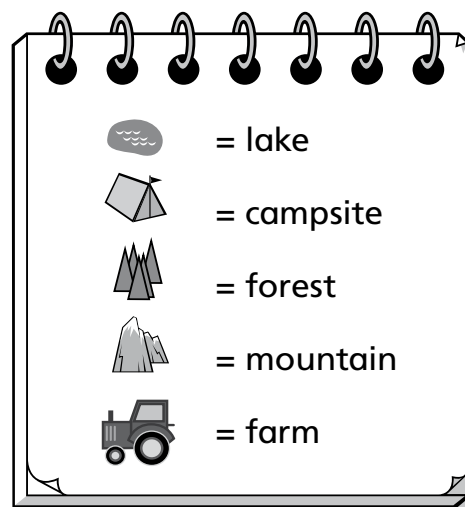 = lake
= campsite
= forest
= mountain
= farm